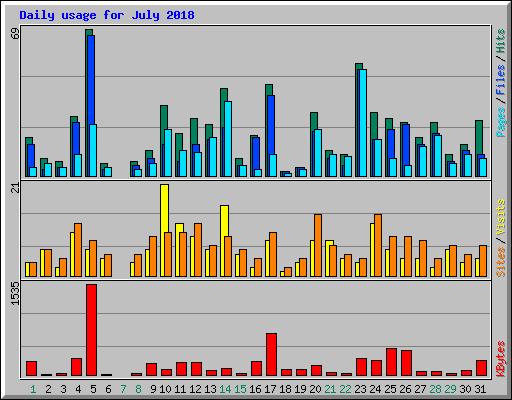 Daily usage for July 2018
69
Pages / Files / Hits
21
Sites / Visits
1535
KBytes
1 2 3 4 5 6 7 8 9 10 11 12 13 14 15 16 17 18 19 20 21 22 23 24 25 26 27 28 29 30 31